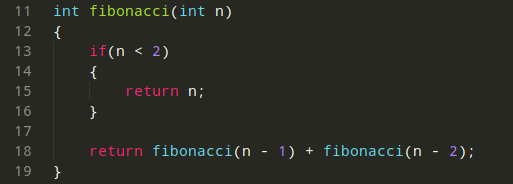 11 int fibonacci(int n)
12 {
13     if(n < 2)
14     {
15         return n;
16     }
17
18     return fibonacci(n - 1) + fibonacci(n - 2);
19 }